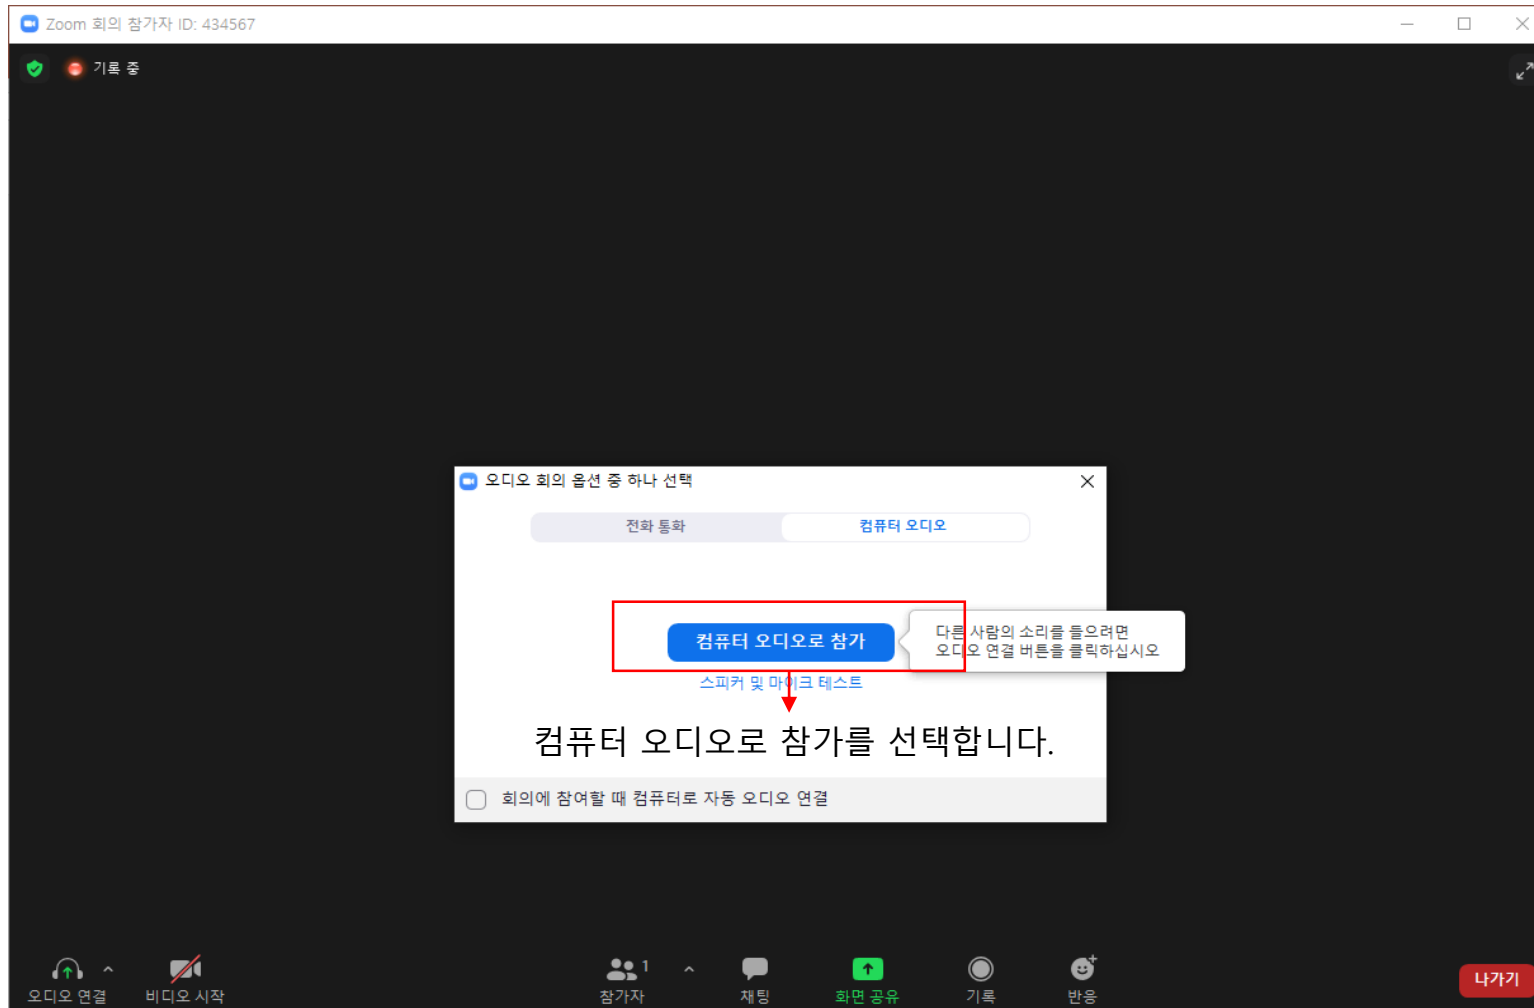 Zoom 회의 참가자 ID: 434567
기록 중
오디오 회의 옵션 중 하나 선택
전화 통화
컴퓨터 오디오
컴퓨터 오디오로 참가
다른 사람의 소리를 들으려면
오디오 연결 버튼을 클릭하십시오
스피커 및 마이크 테스트
컴퓨터 오디오로 참가를 선택합니다.
회의에 참여할 때 컴퓨터로 자동 오디오 연결
오디오 연결
비디오 시작
1
참가자
채팅
화면 공유
기록
반응
나가기